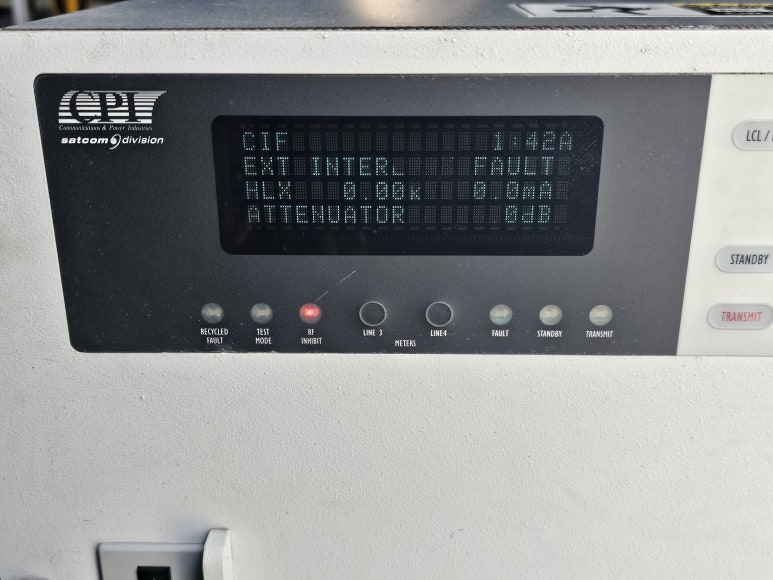 CPI
Communications & Power Industries
satcom division
CIF 1:42A
EXT INTERL FAULT
HLX 0.00k 0.0mA
ATTENUATOR 0dB
LCL /
STANDBY
TRANSMIT
RECYCLED FAULT
TEST MODE
RF INHIBIT
LINE 3
LINE4
METERS
FAULT
STANDBY
TRANSMIT